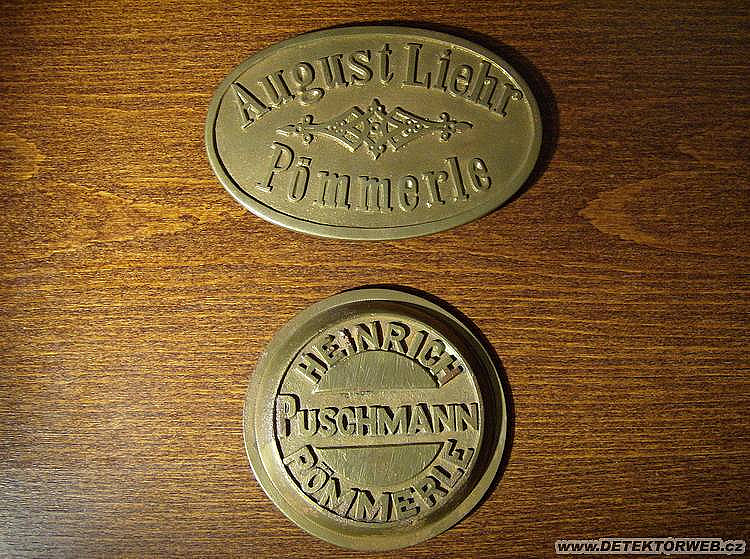 August Liehr
Pömmerle
HEINRICH
PUSCHMANN
PÖMMERLE
www.DETEKTORWEB.cz